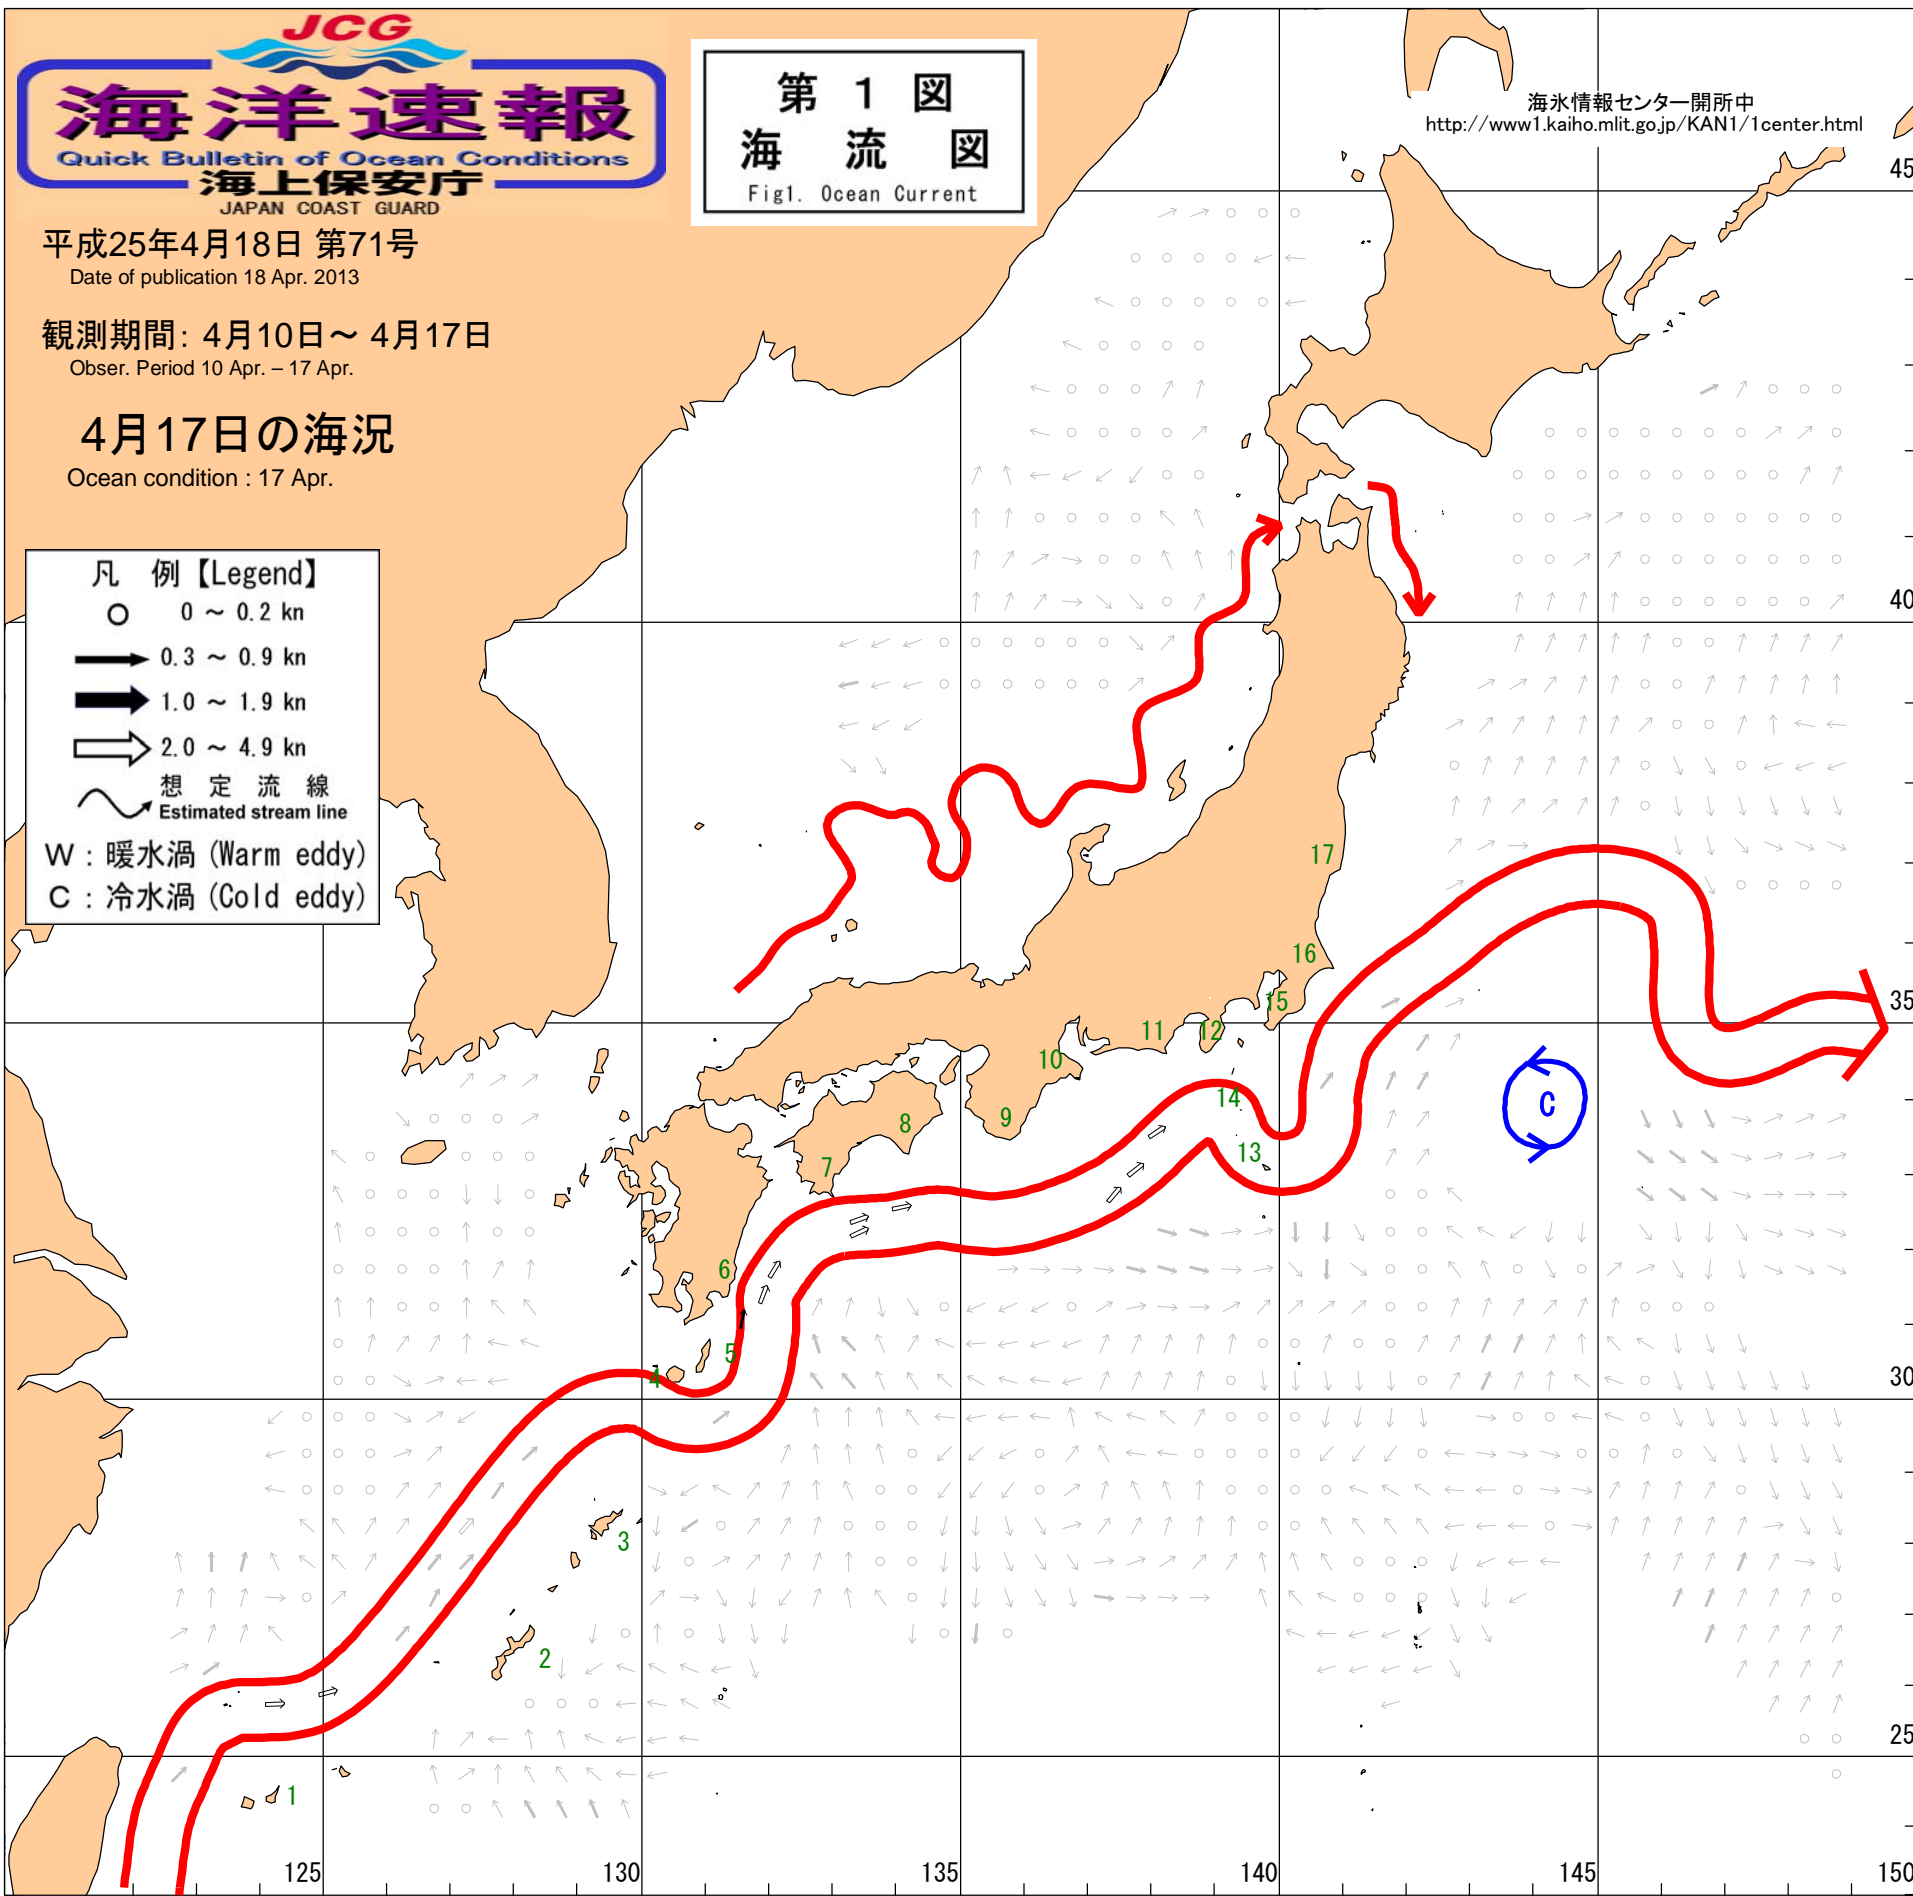 JCG
海洋速報
Quick Bulletin of Ocean Conditions
海上保安庁
JAPAN COAST GUARD
平成25年4月18日 第71号
Date of publication 18 Apr. 2013
観測期間: 4月10日～ 4月17日
Obser. Period 10 Apr. – 17 Apr.
4月17日の海況
Ocean condition : 17 Apr.
第 1 図
海 流 図
Fig1. Ocean Current
海氷情報センター開所中
http://www1.kaiho.mlit.go.jp/KAN1/1center.html
凡 例【Legend】
0 ～ 0.2 kn
0.3 ～ 0.9 kn
1.0 ～ 1.9 kn
2.0 ～ 4.9 kn
想 定 流 線
Estimated stream line
W : 暖水渦 (Warm eddy)
C : 冷水渦 (Cold eddy)
45
40
17
16
35
15
11
12
10
14
C
9
8
13
7
6
5
4
30
3
2
25
1
125
130
135
140
145
150